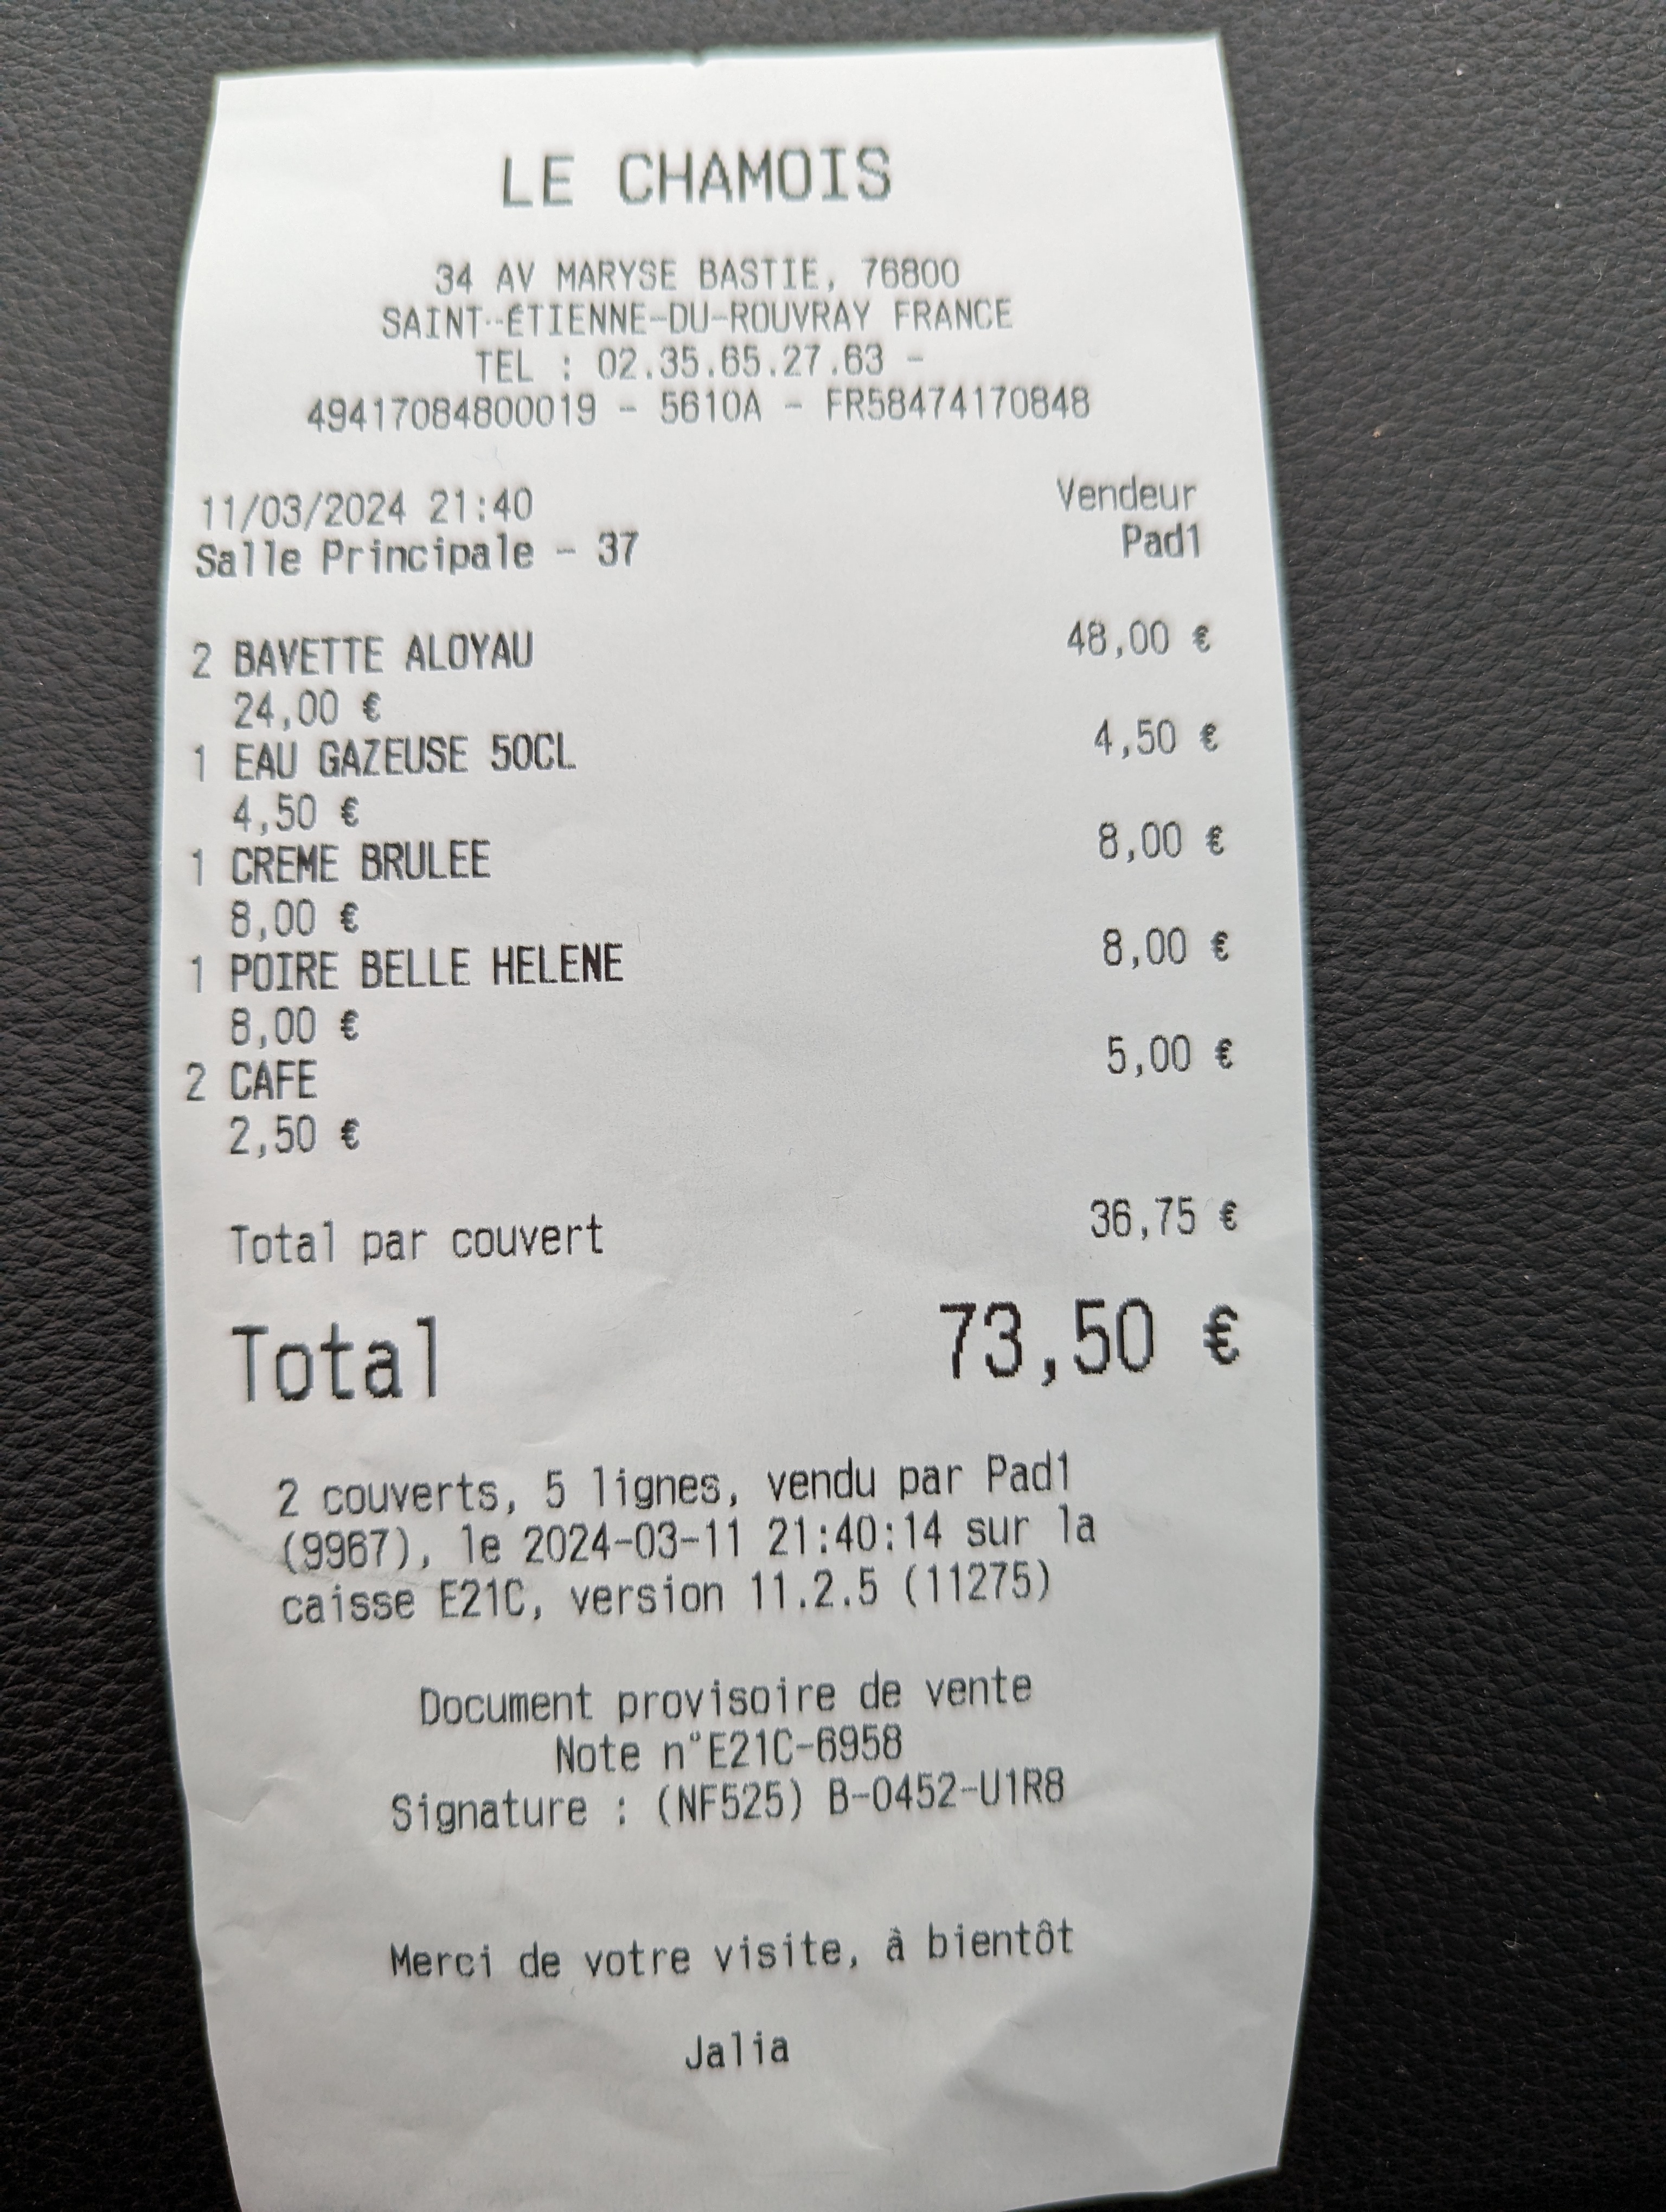 LE CHAMOIS
34 AV MARYSE BASTIE, 76800
SAINT-ÉTIENNE-DU-ROUVRAY FRANCE
TEL : 02.35.65.27.63 -
49417084800019 - 5610A - FR58474170848
11/03/2024 21:40 Vendeur
Salle Principale - 37 Pad1
2 BAVETTE ALOYAU 48,00 €
24,00 €
1 EAU GAZEUSE 50CL 4,50 €
4,50 €
1 CREME BRULEE 8,00 €
8,00 €
1 POIRE BELLE HELENE 8,00 €
8,00 €
2 CAFE 5,00 €
2,50 €
Total par couvert 36,75 €
Total 73,50 €
2 couverts, 5 lignes, vendu par Pad1
(9967), le 2024-03-11 21:40:14 sur la
caisse E21C, version 11.2.5 (11275)
Document provisoire de vente
Note n°E21C-6958
Signature : (NF525) B-0452-U1R8
Merci de votre visite, à bientôt
Jalia